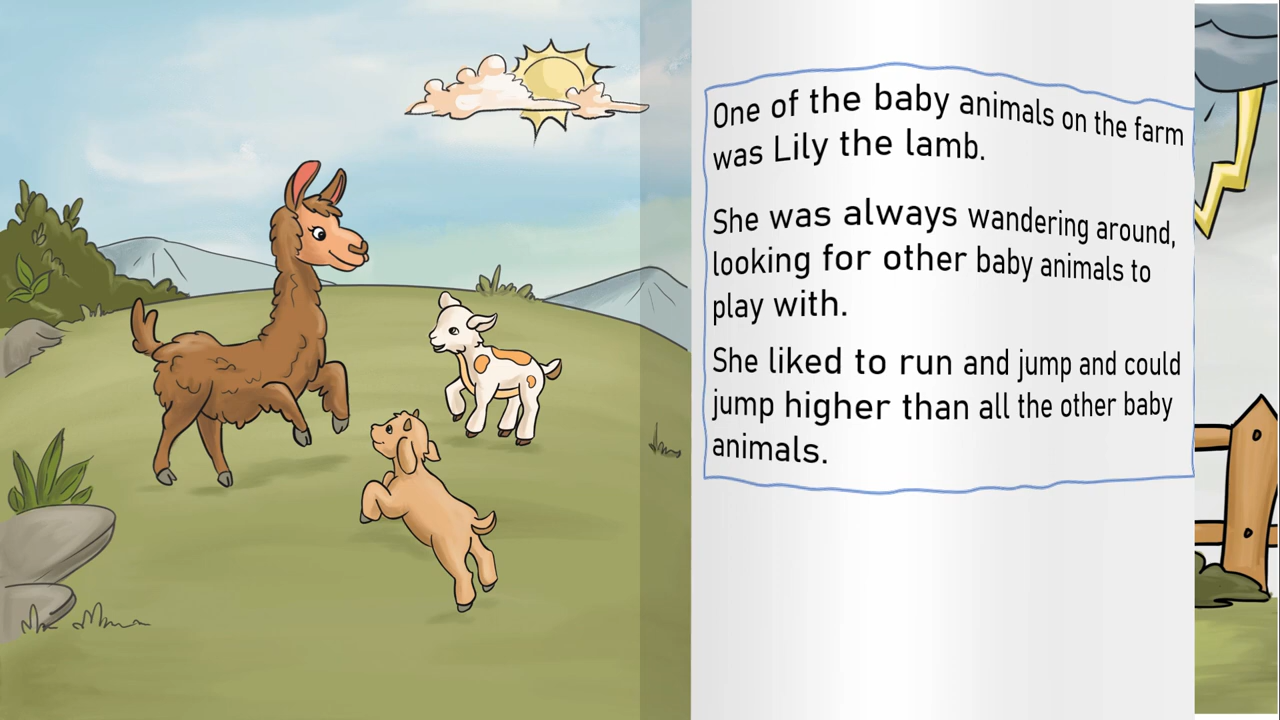 One of the baby animals on the farm
was Lily the lamb.
She was always wandering around,
looking for other baby animals to
play with.
She liked to run and jump and could
jump higher than all the other baby
animals.